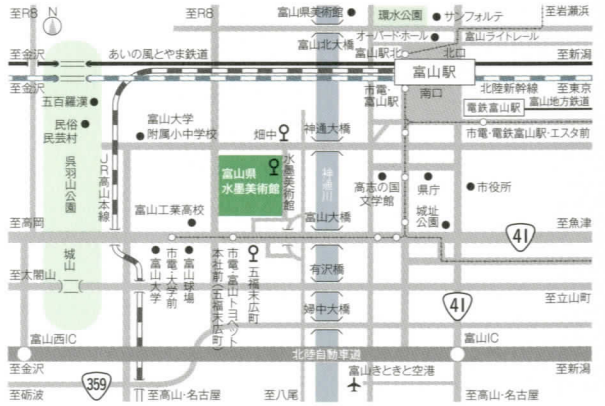 至R8
N
至R8
富山県美術館
環水公園
サンフォルテ
至岩瀬浜
オーバード・ホール
富山ライトレール
富山北大橋
富山駅北
北口
至金沢
あいの風とやま鉄道
至新潟
富山駅
至金沢
北陸新幹線
至東京
五百羅漢
市電・富山駅
南口
電鉄富山駅
富山地方鉄道
民俗民芸村
富山大学
附属小中学校
畑中
神通大橋
市電・電鉄富山駅・エスタ前
呉羽山公園
JR高山本線
富山県
水墨美術館
水墨美術館
神通川
高志の国
文学館
県庁
市役所
富山工業高校
富山大橋
城址
公園
至高岡
41
至魚津
城山
市電・大学前
富山大学
富山球場
市電・富山トヨペット
本社前(五福末広町)
五福末広町
有沢橋
至太閤山
至立山町
婦中大橋
41
富山西IC
富山IC
北陸自動車道
至金沢
至新潟
359
富山きときと空港
至砺波
至高山・名古屋
至八尾
至高山・名古屋